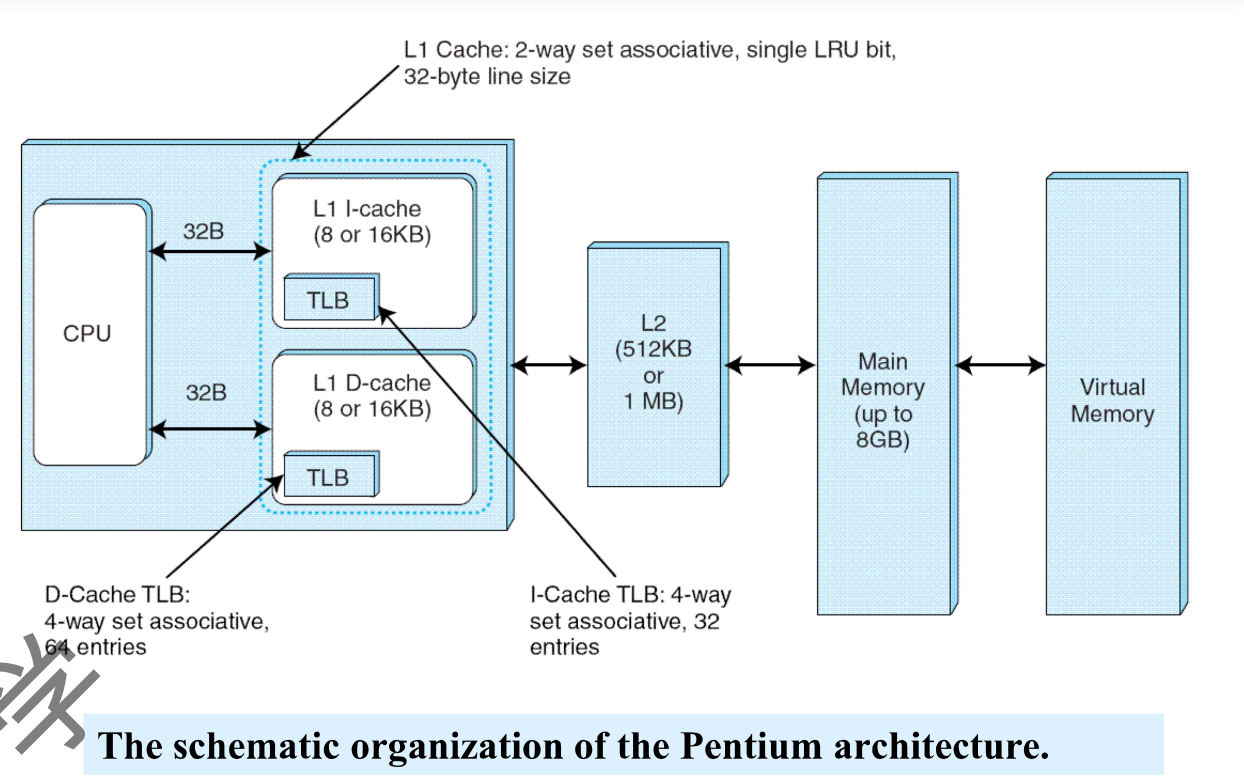 L1 Cache: 2-way set associative, single LRU bit,
32-byte line size
L1 I-cache
(8 or 16KB)
32B
TLB
CPU
L1 D-cache
(8 or 16KB)
32B
TLB
L2
(512KB
or
1 MB)
Main
Memory
(up to
8GB)
Virtual
Memory
D-Cache TLB:
4-way set associative,
64 entries
I-Cache TLB: 4-way
set associative, 32
entries
学
The schematic organization of the Pentium architecture.